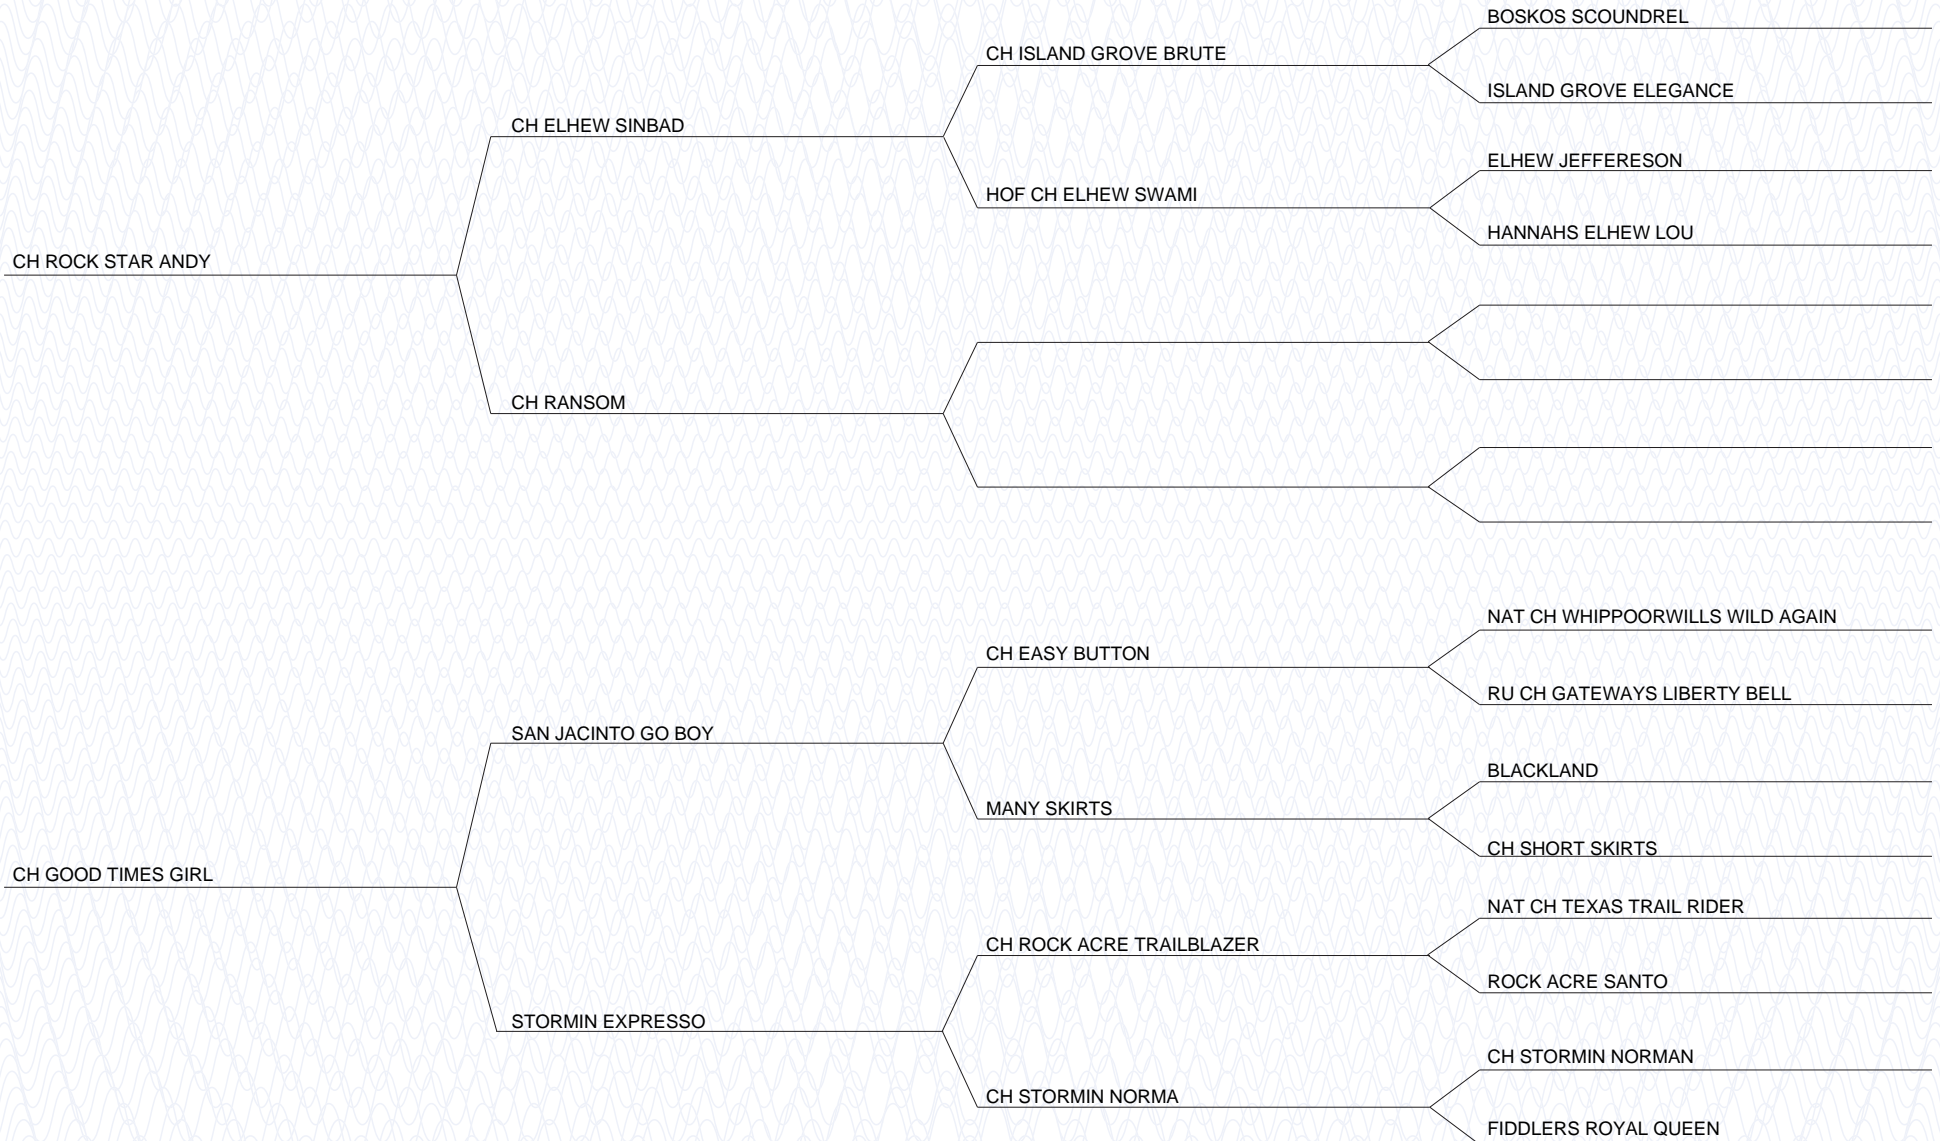 BOSKOS SCOUNDREL
CH ISLAND GROVE BRUTE
ISLAND GROVE ELEGANCE
CH ELHEW SINBAD
ELHEW JEFFERESON
HOF CH ELHEW SWAMI
HANNAHS ELHEW LOU
CH ROCK STAR ANDY
CH RANSOM
NAT CH WHIPPOORWILLS WILD AGAIN
CH EASY BUTTON
RU CH GATEWAYS LIBERTY BELL
SAN JACINTO GO BOY
BLACKLAND
MANY SKIRTS
CH SHORT SKIRTS
CH GOOD TIMES GIRL
NAT CH TEXAS TRAIL RIDER
CH ROCK ACRE TRAILBLAZER
ROCK ACRE SANTO
STORMIN EXPRESSO
CH STORMIN NORMAN
CH STORMIN NORMA
FIDDLERS ROYAL QUEEN